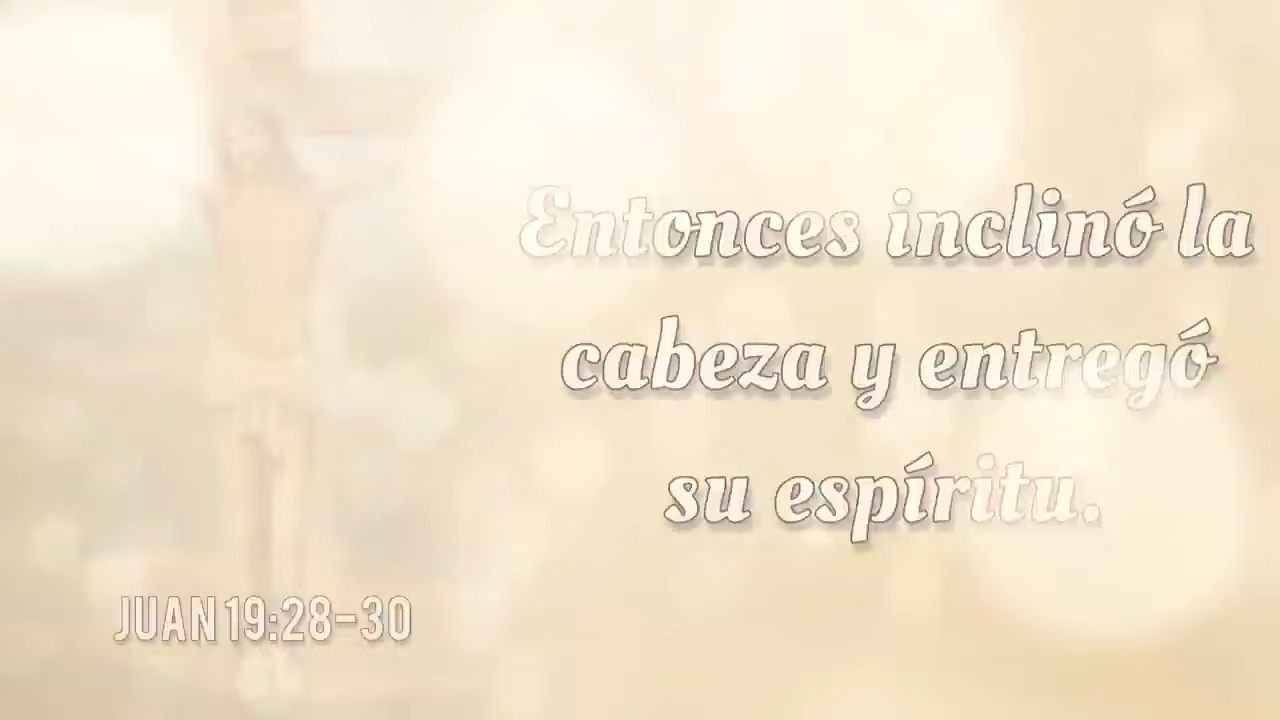 Entonces inclinó la
cabeza y entregó
su espíritu.
JUAN 19:28-30